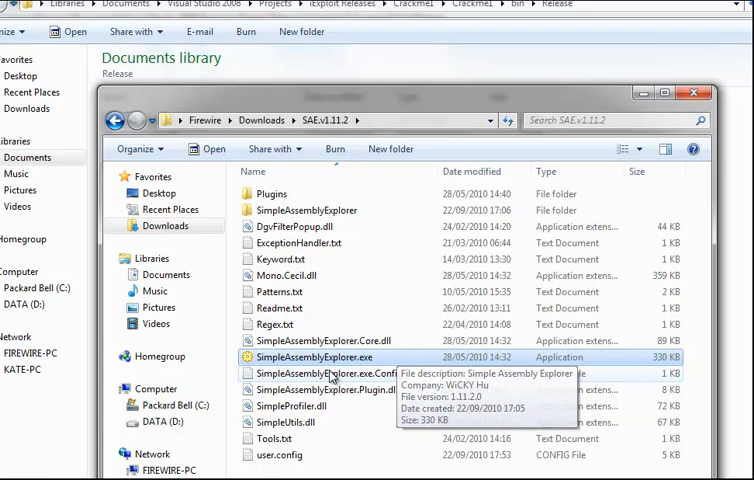 Libraries Documents Visual Studio 2008 Projects iExploit Releases Crackme1 Crackme1 bin Release
Open Share with E-mail Burn New folder
Favorites
Desktop
Recent Places
Downloads
Libraries
Documents
Music
Pictures
Videos
Homegroup
Computer
Packard Bell (C:)
DATA (D:)
Network
FIREWIRE-PC
KATE-PC
Documents library
Release
Firewire Downloads SAE.v1.11.2 Search SAE.v1.11.2
Organize Open Share with Burn New folder
Favorites
Desktop
Recent Places
Downloads
Libraries
Documents
Music
Pictures
Videos
Homegroup
Computer
Packard Bell (C:)
DATA (D:)
Network
FIREWIRE-PC
Name Date modified Type Size
Plugins 28/05/2010 14:40 File folder
SimpleAssemblyExplorer 22/09/2010 17:06 File folder
DgvFilterPopup.dll 24/02/2010 14:20 Application extens... 44 KB
ExceptionHandler.txt 21/03/2010 06:44 Text Document 1 KB
Keyword.txt 14/03/2010 13:30 Text Document 1 KB
Mono.Cecil.dll 28/05/2010 14:32 Application extens... 359 KB
Patterns.txt 10/05/2010 15:35 Text Document 2 KB
Readme.txt 26/02/2010 13:11 Text Document 1 KB
Regex.txt 22/04/2010 14:08 Text Document 1 KB
SimpleAssemblyExplorer.Core.dll 28/05/2010 14:32 Application extens... 89 KB
SimpleAssemblyExplorer.exe 28/05/2010 14:32 Application 330 KB
SimpleAssemblyExplorer.exe.Confi 1 KB
SimpleAssemblyExplorer.Plugin.dl 8 KB
SimpleProfiler.dll 72 KB
SimpleUtils.dll 67 KB
Tools.txt 24/02/2010 14:16 Text Document 1 KB
user.config 22/09/2010 17:53 CONFIG File 5 KB
File description: Simple Assembly Explorer
Company: WiCKY Hu
File version: 1.11.2.0
Date created: 22/09/2010 17:05
Size: 330 KB